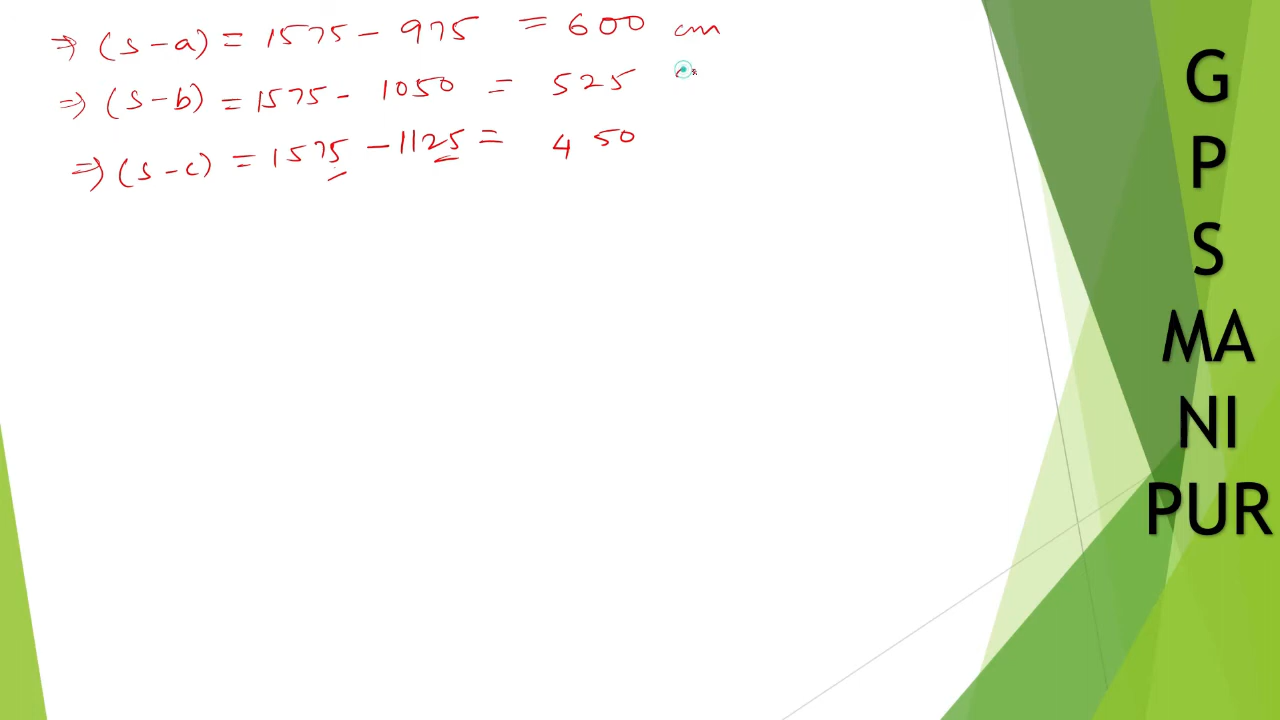 ⇒ (s-a) = 1575 - 975 = 600 cm
⇒ (s-b) = 1575 - 1050 = 525
⇒ (s-c) = 1575 - 1125 = 450
G
P
S
MA
NI
PUR